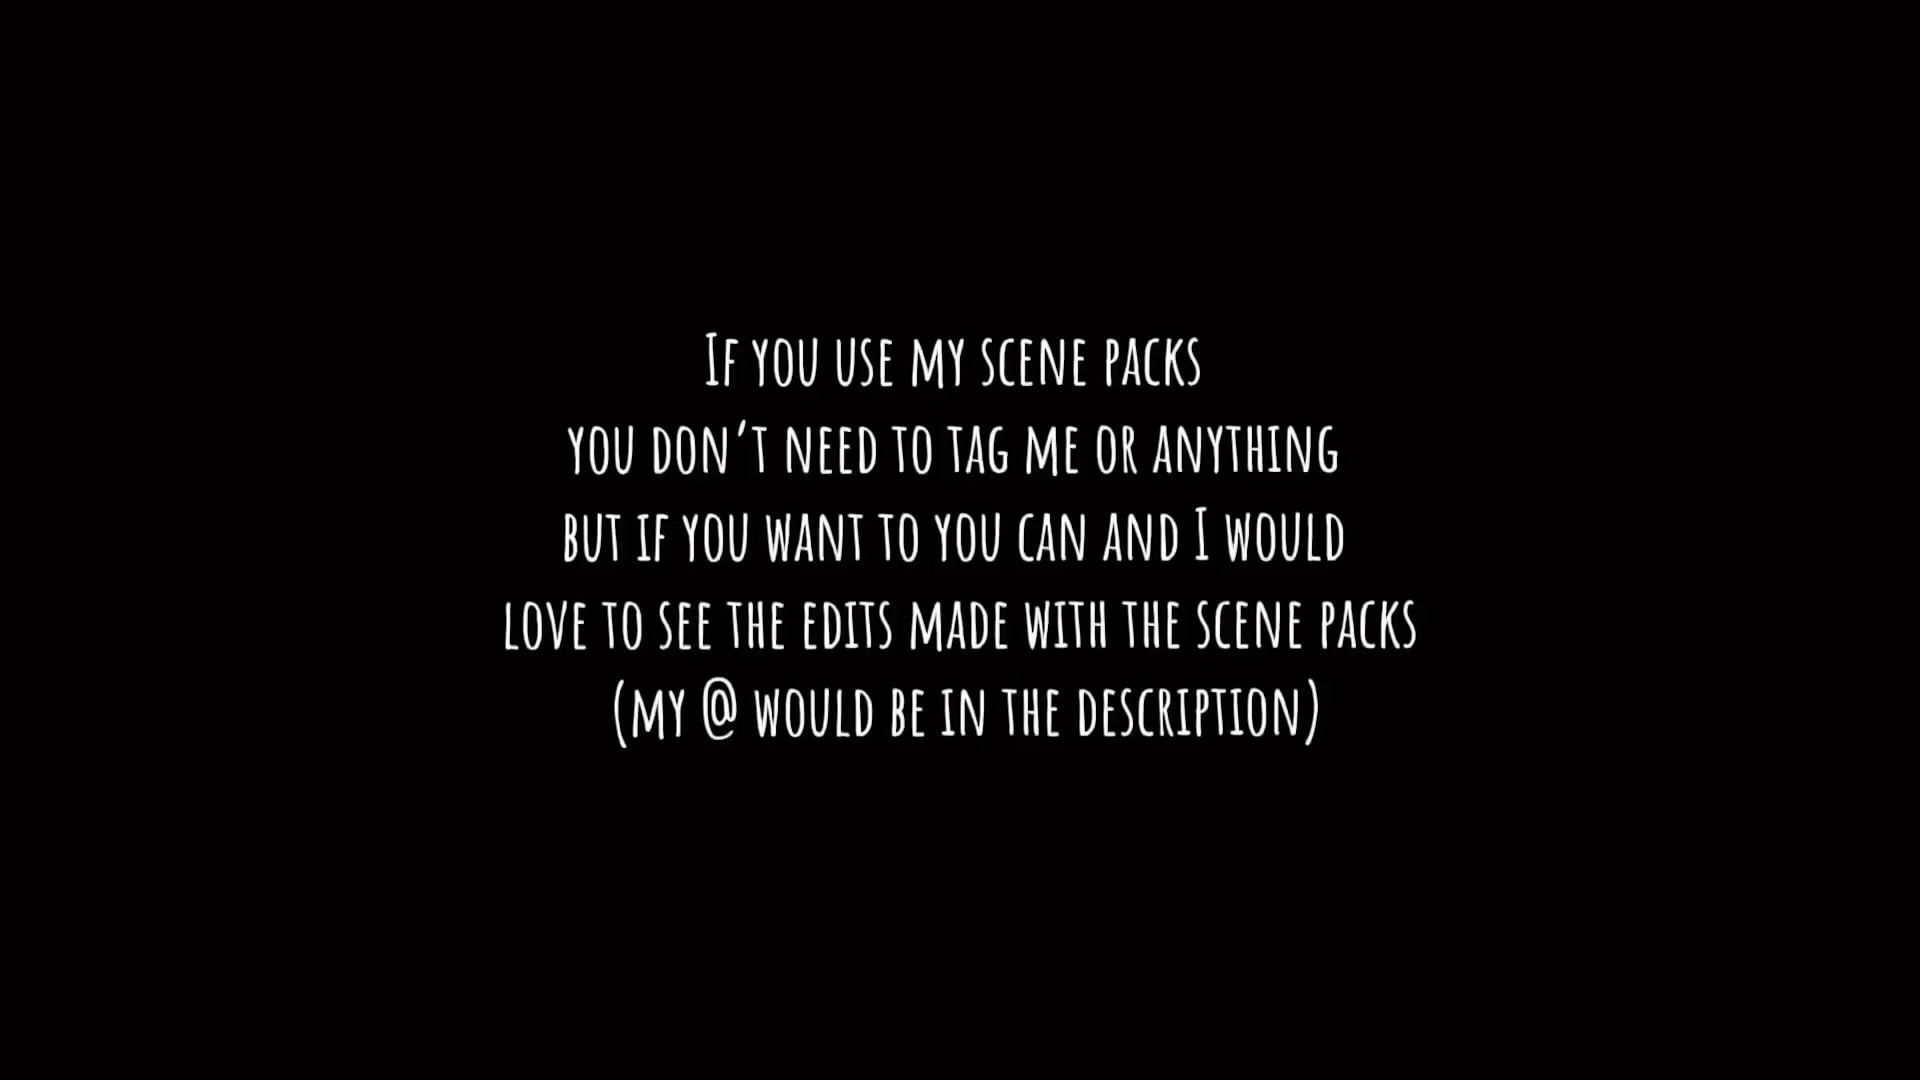 If you use my scene packs
you don't need to tag me or anything
but if you want to you can and I would
love to see the edits made with the scene packs
(my @ would be in the description)